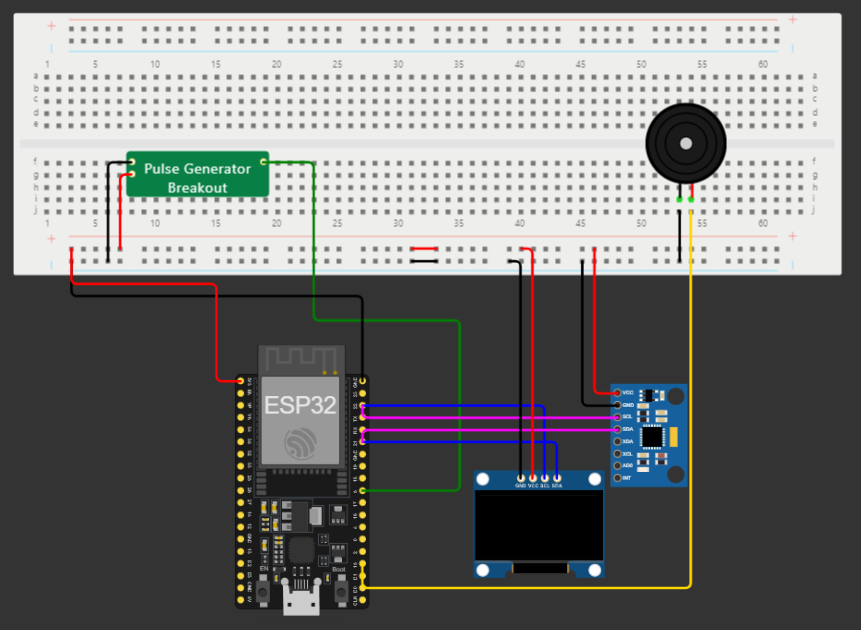 1 5 10 15 20 25 30 35 40 45 50 55 60
a a
b b
c c
d d
e e
f f
g g
h h
i i
j j
Pulse Generator
Breakout
1 5 10 15 20 25 30 35 40 45 50 55 60
ESP32
EN Boot
GND VCC SCL SDA
VCC
GND
SCL
SDA
XDA
XCL
AD0
INT